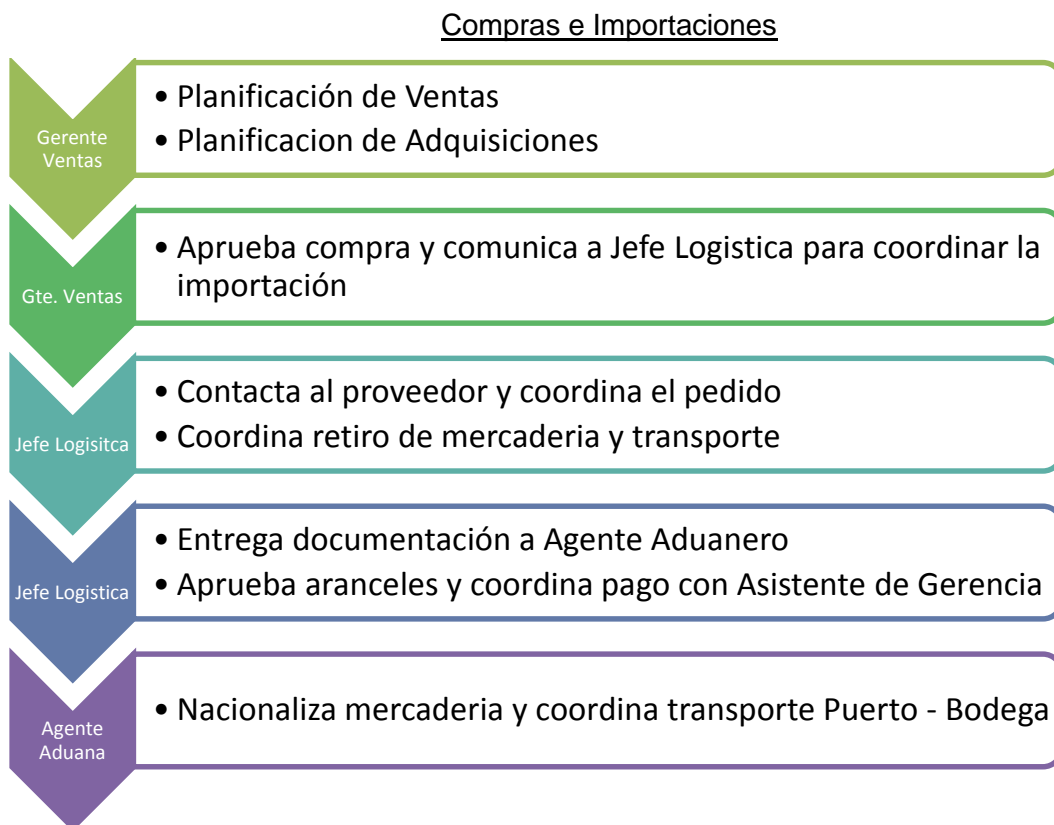 Compras e Importaciones
Gerente
Ventas
• Planificación de Ventas
• Planificacion de Adquisiciones
Gte. Ventas
• Aprueba compra y comunica a Jefe Logistica para coordinar la
importación
Jefe Logisitca
• Contacta al proveedor y coordina el pedido
• Coordina retiro de mercaderia y transporte
Jefe Logistica
• Entrega documentación a Agente Aduanero
• Aprueba aranceles y coordina pago con Asistente de Gerencia
Agente
Aduana
• Nacionaliza mercaderia y coordina transporte Puerto - Bodega